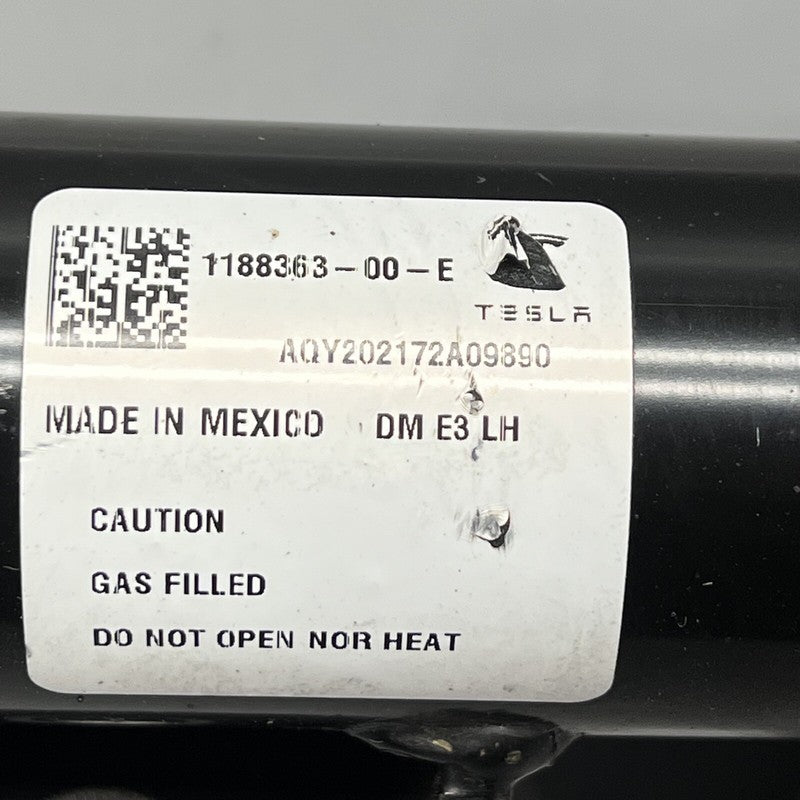 1188363-00-E
TESLA
AQY202172A09890
MADE IN MEXICO DM E3 LH
CAUTION
GAS FILLED
DO NOT OPEN NOR HEAT